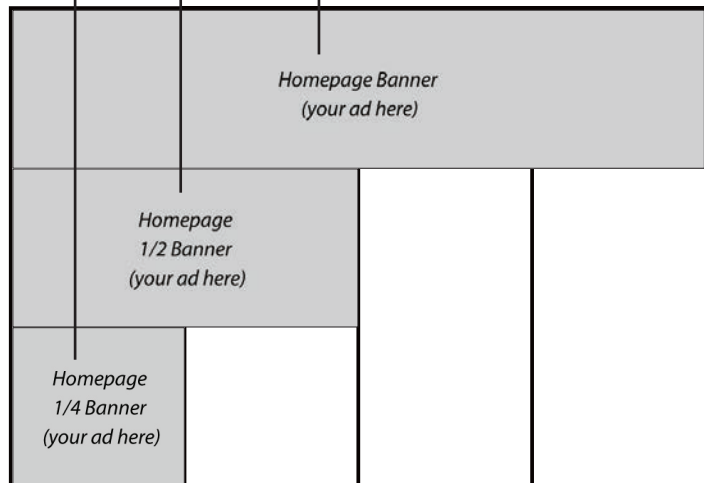 Homepage Banner
(your ad here)
Homepage
1/2 Banner
(your ad here)
Homepage
1/4 Banner
(your ad here)